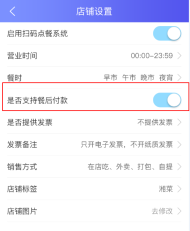 店铺设置
启用扫码点餐系统
营业时间 00:00-23:59
餐时 早市 午市 晚市 夜宵
是否支持餐后付款
是否提供发票 不提供发票
发票备注 只开电子发票，不开纸质发票
销售方式 在店吃、外卖、打包、自提
店铺标签 湘菜
店铺图片 去修改